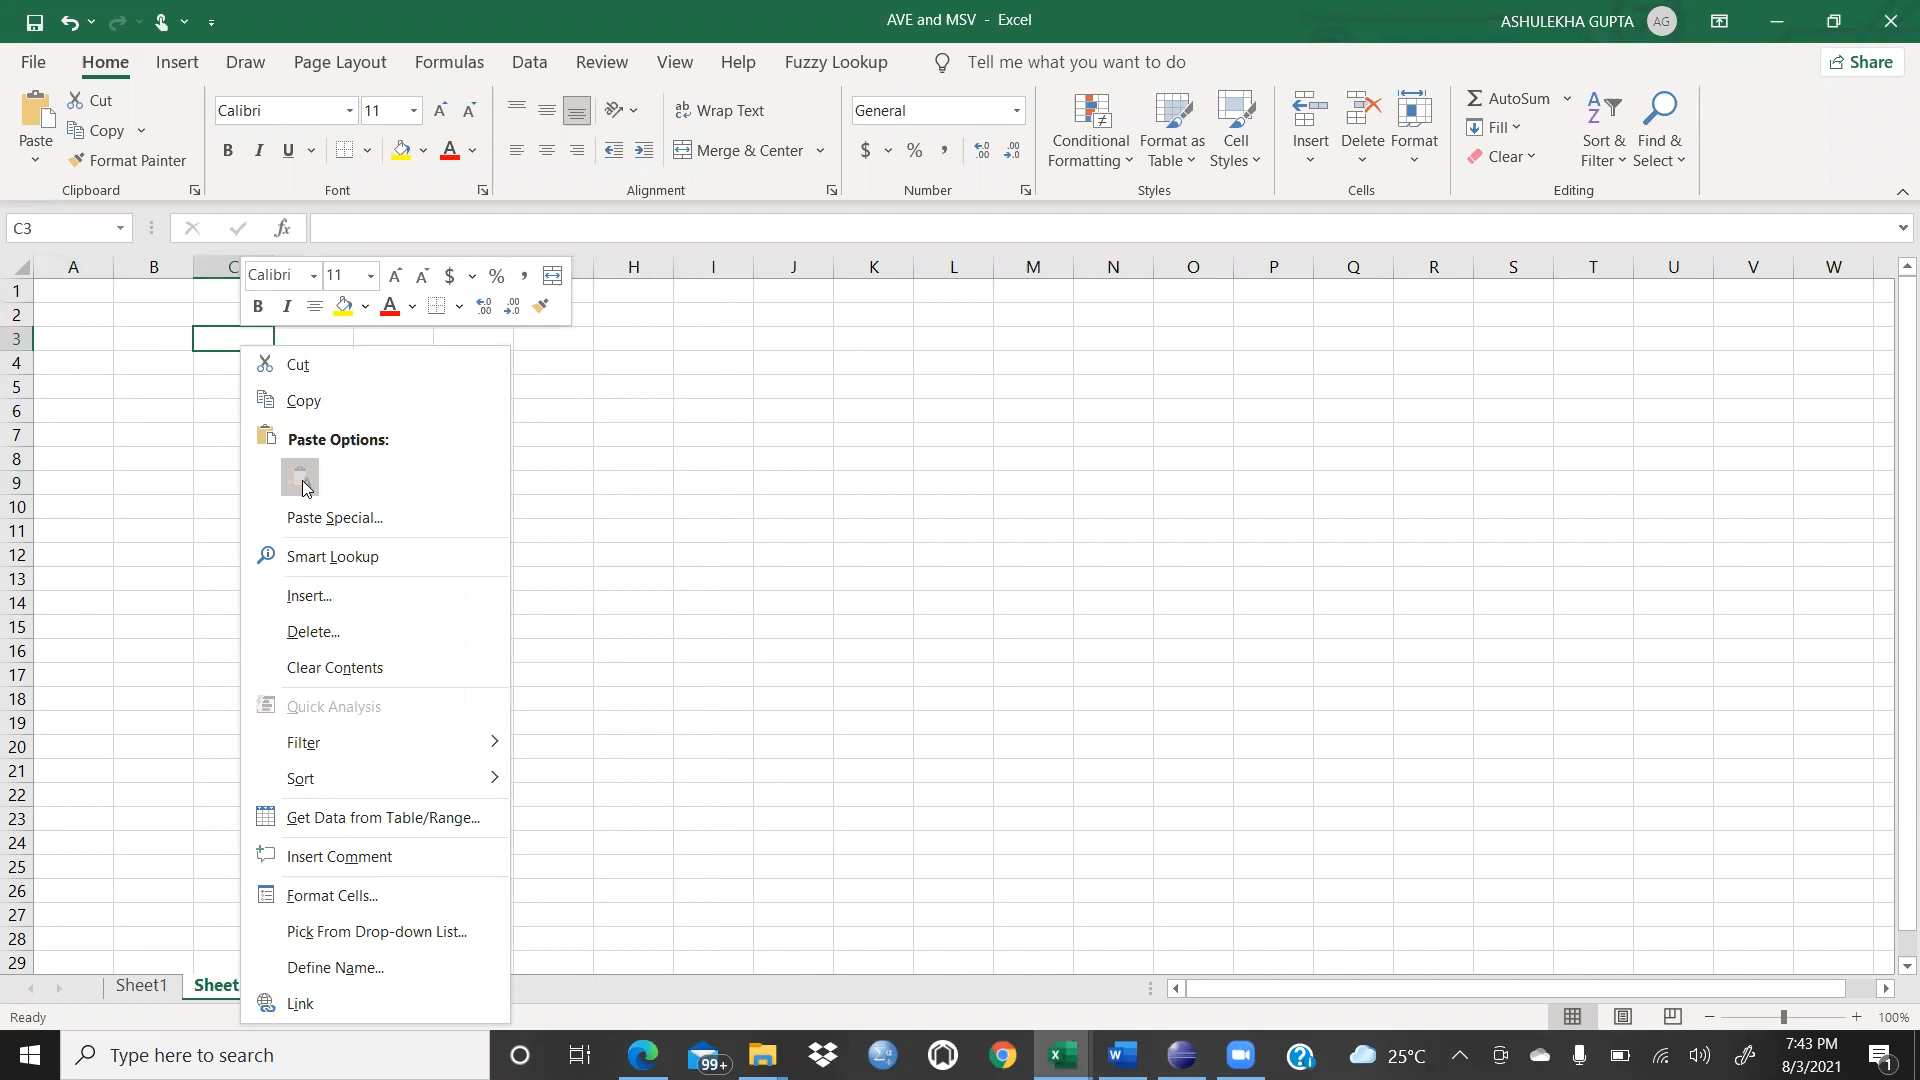 AVE and MSV - Excel
ASHULEKHA GUPTA AG
File Home Insert Draw Page Layout Formulas Data Review View Help Fuzzy Lookup Tell me what you want to do Share
Paste
Cut
Copy
Format Painter
Clipboard
Calibri 11
B I U
Font
Wrap Text
Merge & Center
Alignment
General
$ % ,
Number
Conditional Formatting
Format as Table
Cell Styles
Styles
Insert Delete Format
Cells
AutoSum
Fill
Clear
Sort & Filter
Find & Select
Editing
C3
fx
A B C H I J K L M N O P Q R S T U V W
Calibri 11 $ % ,
B I
1
2
3
4
5
6
7
8
9
10
11
12
13
14
15
16
17
18
19
20
21
22
23
24
25
26
27
28
29
Cut
Copy
Paste Options:
Paste Special...
Smart Lookup
Insert...
Delete...
Clear Contents
Quick Analysis
Filter
Sort
Get Data from Table/Range...
Insert Comment
Format Cells...
Pick From Drop-down List...
Define Name...
Link
Sheet1 Sheet
Ready
100%
Type here to search
99+
25°C
7:43 PM
8/3/2021
1